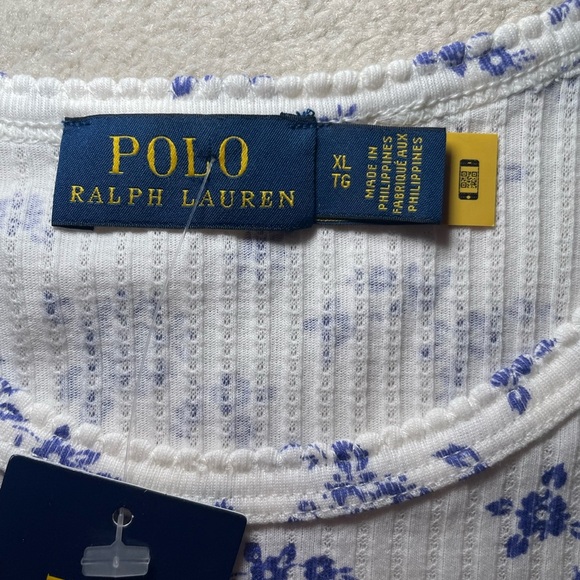 POLO
RALPH LAUREN
XL
TG
MADE IN
PHILIPPINES
FABRIQUÉ AUX
PHILIPPINES